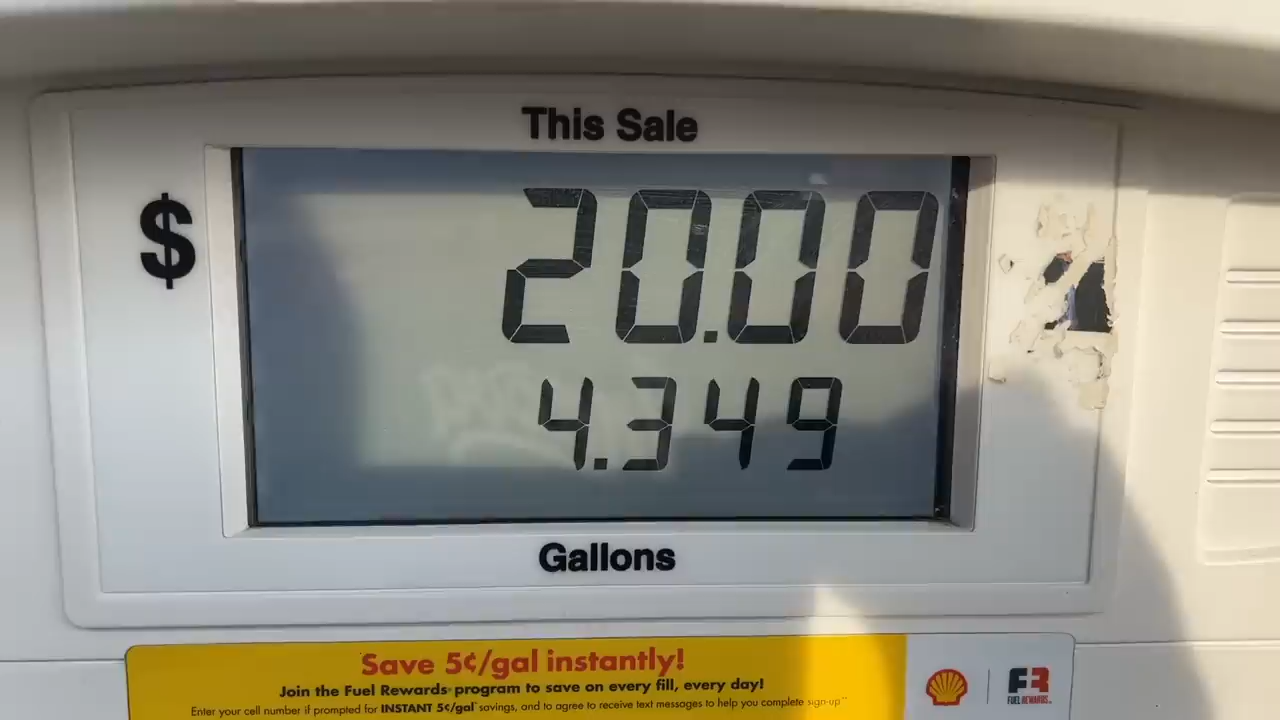 This Sale
$ 20.00
4.349
Gallons
Save 5¢/gal instantly!
Join the Fuel Rewards® program to save on every fill, every day!
Enter your cell number if prompted for INSTANT 5¢/gal* savings, and to agree to receive text messages to help you complete sign-up**
FR
FUEL REWARDS